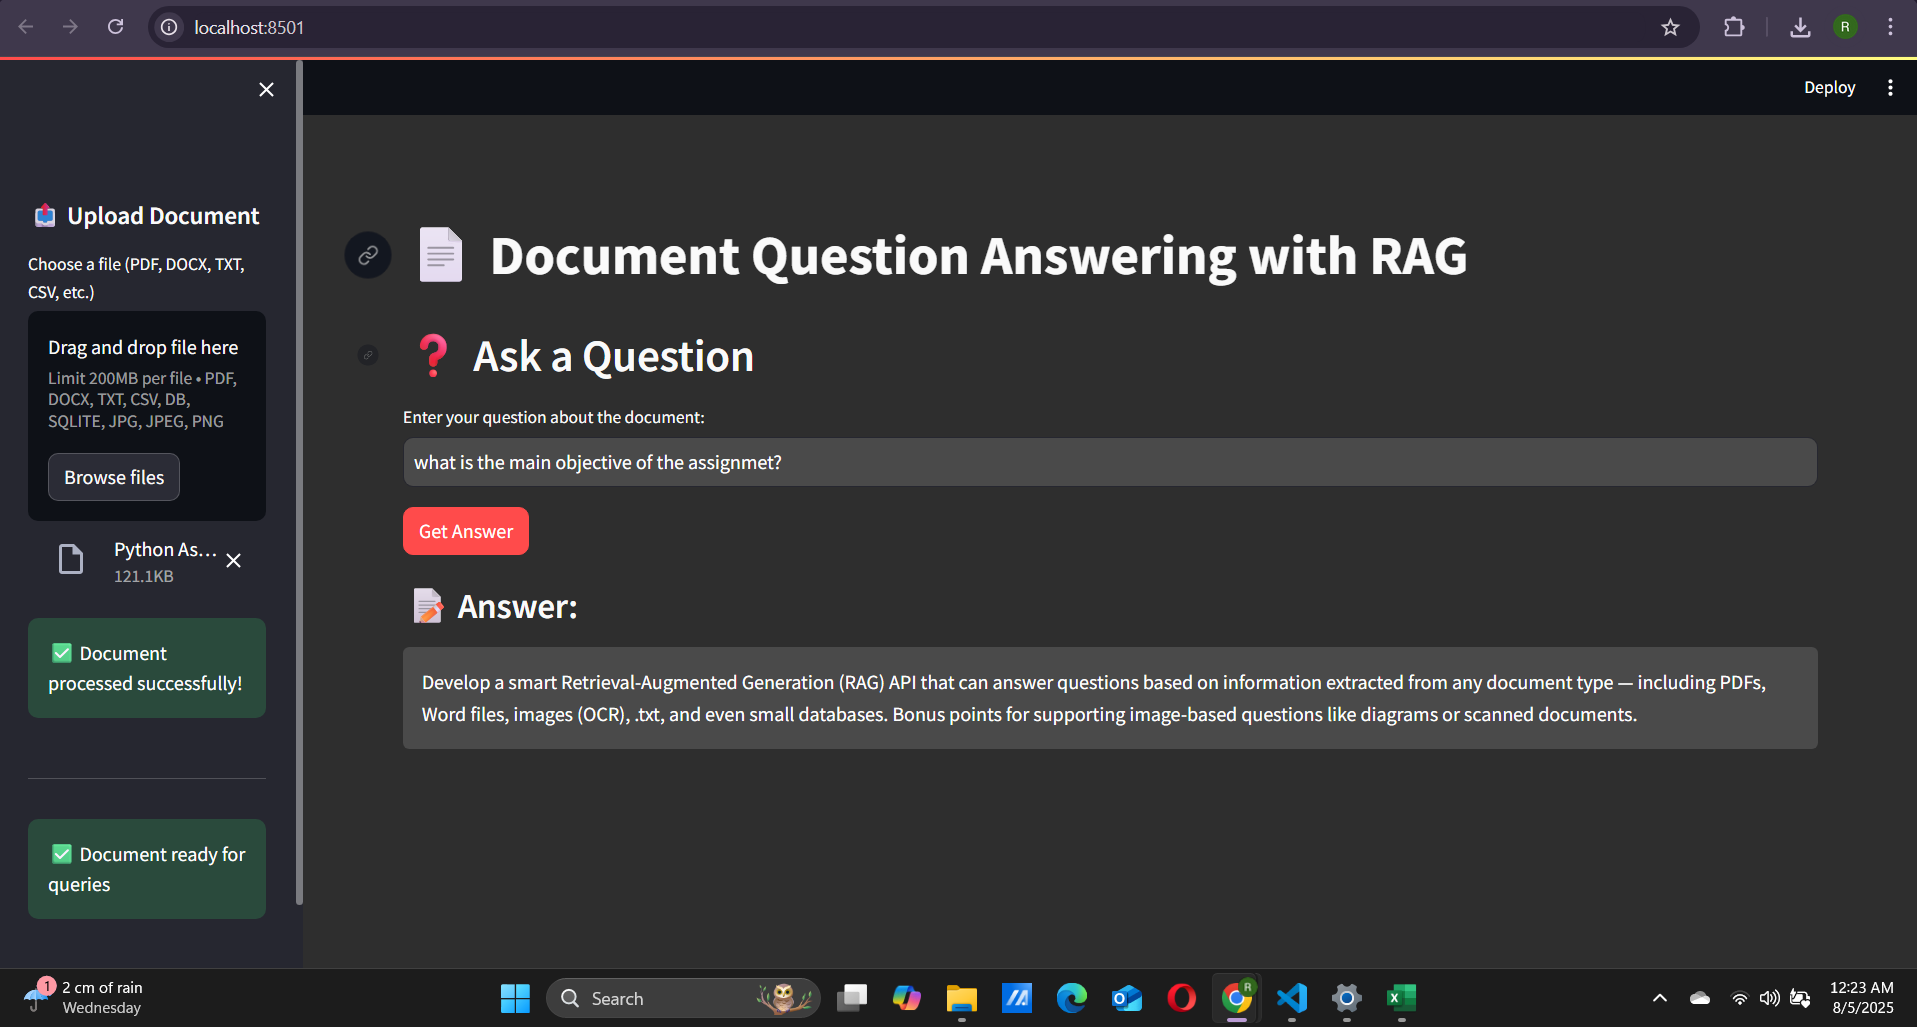 localhost:8501
R
Deploy
Upload Document
Choose a file (PDF, DOCX, TXT,
CSV, etc.)
Drag and drop file here
Limit 200MB per file • PDF,
DOCX, TXT, CSV, DB,
SQLITE, JPG, JPEG, PNG
Browse files
Python As...
121.1KB
✅ Document
processed successfully!
✅ Document ready for
queries
Document Question Answering with RAG
❓ Ask a Question
Enter your question about the document:
what is the main objective of the assignmet?
Get Answer
Answer:
Develop a smart Retrieval-Augmented Generation (RAG) API that can answer questions based on information extracted from any document type — including PDFs,
Word files, images (OCR), .txt, and even small databases. Bonus points for supporting image-based questions like diagrams or scanned documents.
1
2 cm of rain
Wednesday
Search
R
12:23 AM
8/5/2025